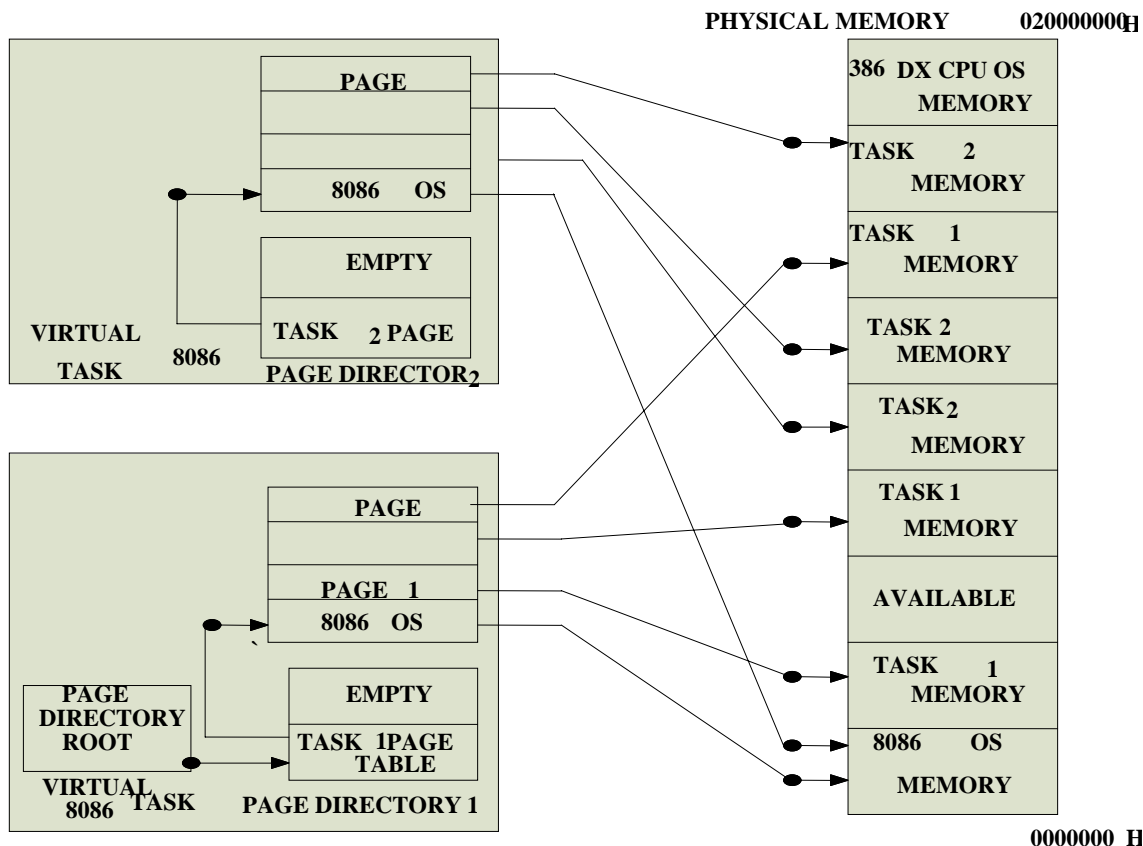 PHYSICAL MEMORY 020000000H
PAGE
8086 OS
EMPTY
TASK 2 PAGE
VIRTUAL
8086
TASK
PAGE DIRECTOR2
PAGE
PAGE 1
8086 OS
`
EMPTY
TASK 1PAGE
TABLE
PAGE
DIRECTORY
ROOT
VIRTUAL
8086 TASK
PAGE DIRECTORY 1
386 DX CPU OS
MEMORY
TASK 2
MEMORY
TASK 1
MEMORY
TASK 2
MEMORY
TASK 2
MEMORY
TASK 1
MEMORY
AVAILABLE
TASK 1
MEMORY
8086 OS
MEMORY
0000000 H